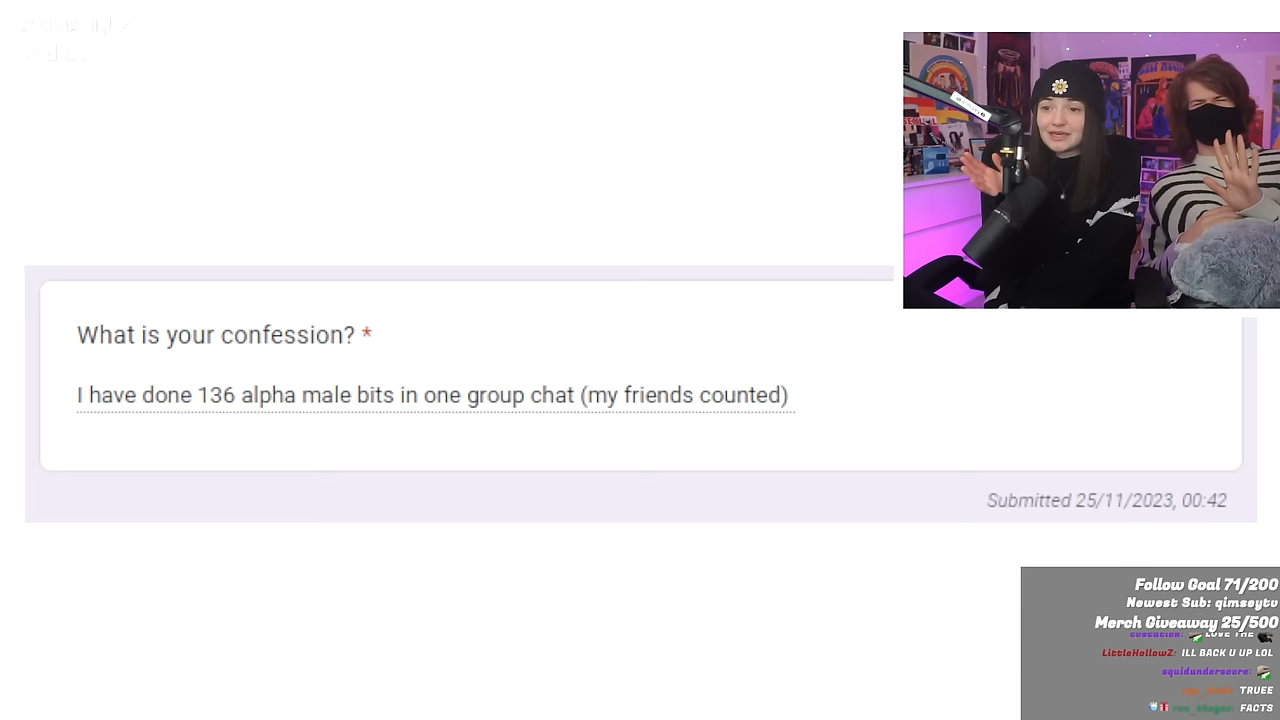 What is your confession? *
I have done 136 alpha male bits in one group chat (my friends counted)
Submitted 25/11/2023, 00:42
Follow Goal 71/200
Newest Sub: qimseytv
Merch Giveaway 25/500
LOVE THE
LittleHollowZ: ILL BACK U UP LOL
squidunderscore:
TRUEE
FACTS